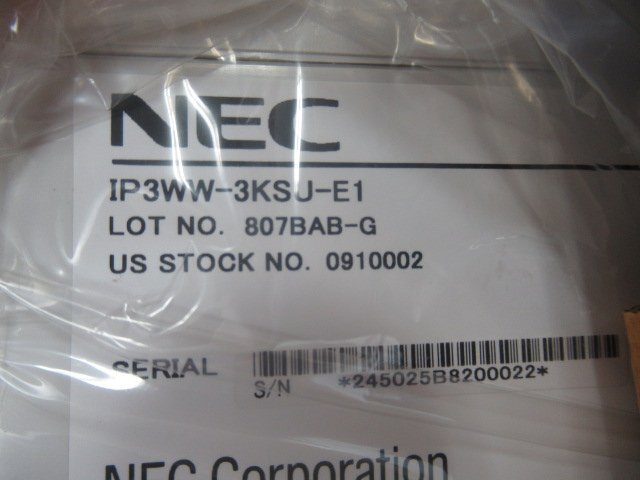 NEC
IP3WW-3KSU-E1
LOT NO. 807BAB-G
US STOCK NO. 0910002
SERIAL
S/N *245025B8200022*
NEC Corporation